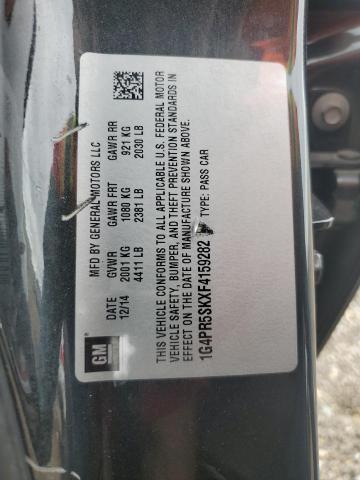 GM
MFD BY GENERAL MOTORS LLC
DATE GVWR GAWR FRT GAWR RR
12/14 2001 KG 1080 KG 921 KG
4411 LB 2381 LB 2030 LB
THIS VEHICLE CONFORMS TO ALL APPLICABLE U.S. FEDERAL MOTOR
VEHICLE SAFETY, BUMPER, AND THEFT PREVENTION STANDARDS IN
EFFECT ON THE DATE OF MANUFACTURE SHOWN ABOVE.
1G4PR5SKXF4159282 TYPE: PASS CAR